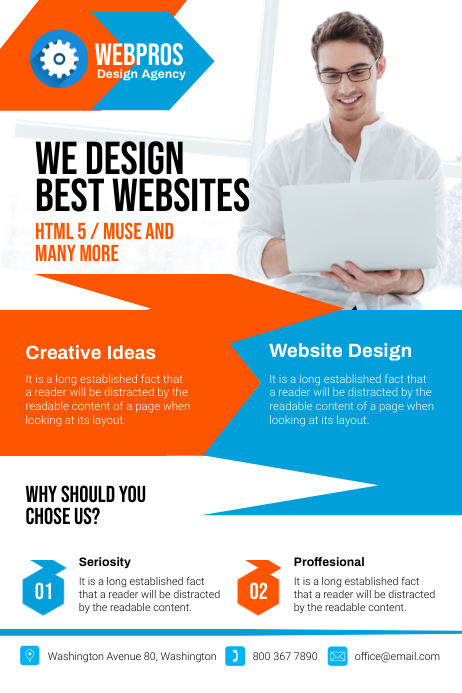 WEBPROS
Design Agency
WE DESIGN
BEST WEBSITES
HTML 5 / MUSE AND
MANY MORE
Creative Ideas
It is a long established fact that
a reader will be distracted by the
readable content of a page when
looking at its layout.
Website Design
It is a long established fact that
a reader will be distracted by the
readable content of a page when
looking at its layout.
WHY SHOULD YOU
CHOSE US?
01
Seriosity
It is a long established fact
that a reader will be distracted
by the readable content.
02
Proffesional
It is a long established fact
that a reader will be distracted
by the readable content.
Washington Avenue 80, Washington
800 367 7890
office@email.com